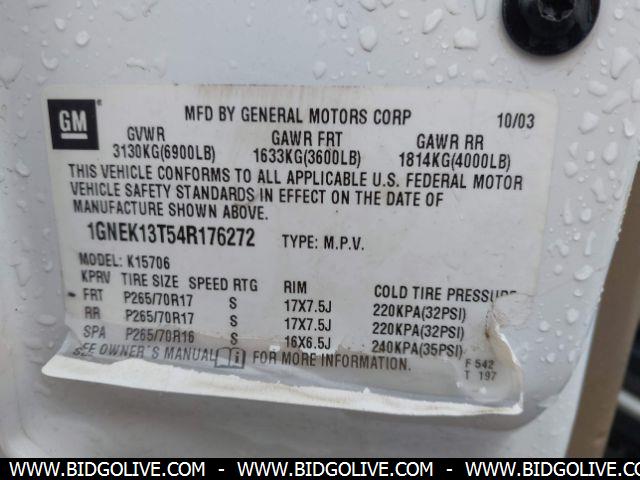 GM
MFD BY GENERAL MOTORS CORP 10/03
GVWR GAWR FRT GAWR RR
3130KG(6900LB) 1633KG(3600LB) 1814KG(4000LB)
THIS VEHICLE CONFORMS TO ALL APPLICABLE U.S. FEDERAL MOTOR
VEHICLE SAFETY STANDARDS IN EFFECT ON THE DATE OF
MANUFACTURE SHOWN ABOVE.
1GNEK13T54R176272 TYPE: M.P.V.
MODEL: K15706
KPRV TIRE SIZE SPEED RTG RIM COLD TIRE PRESSURE
FRT P265/70R17 S 17X7.5J 220KPA(32PSI)
RR P265/70R17 S 17X7.5J 220KPA(32PSI)
SPA P265/70R16 S 16X6.5J 240KPA(35PSI)
SEE OWNER'S MANUAL FOR MORE INFORMATION. F 542
T 197
WWW.BIDGOLIVE.COM - WWW.BIDGOLIVE.COM - WWW.BIDGOLIVE.COM